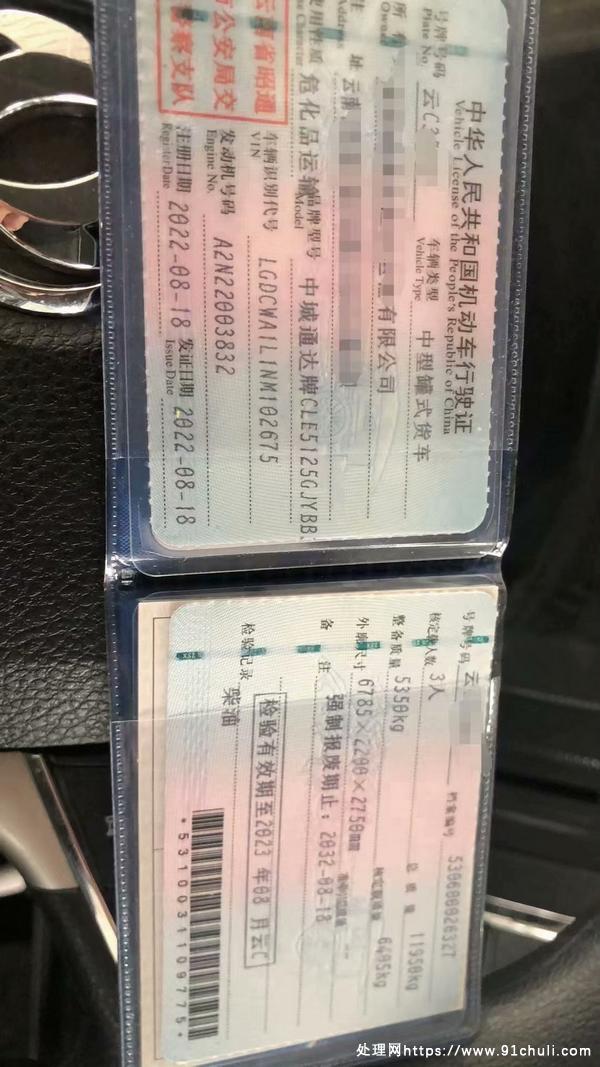 中华人民共和国机动车行驶证
Vehicle License of the People's Republic of China
号牌号码 云C3 车辆类型 中型罐式货车
Plate No. Vehicle Type
所有 有限公司
Owner
住 址 云南
Address
使用性质 危化品运输 品牌型号 中城通达牌CLE5125GJYBB
Use Character Model
云南省昭通 车辆识别代号 LGDCWA1L1NM102675
VIN
公安局交 发动机号码 A2N22003832
Engine No.
警察支队 注册日期 2022-08-18 发证日期 2022-08-18
Register Date Issue Date
号牌号码 云 档案编号 530600026327
核定载人数 3人 总质量 11950kg
整备质量 5350kg 核定载质量 6405kg
外廓尺寸 6785×2200×2750mm
备 注 强制报废期止：2032-08-18
检验记录 检验有效期至2023年08月云C
柴油
*5310031109775*
处理网https://www.91chuli.com